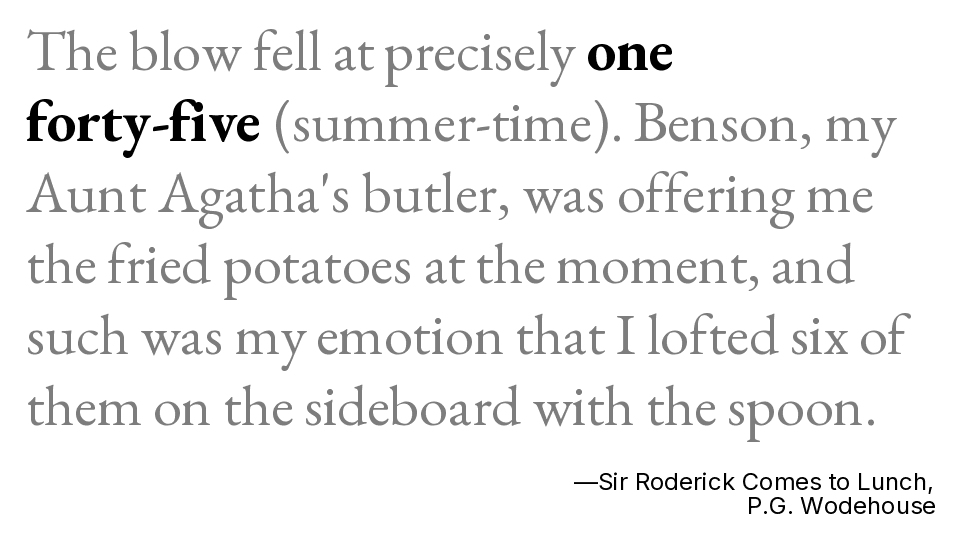 The blow fell at precisely one
forty-five (summer-time). Benson, my
Aunt Agatha's butler, was offering me
the fried potatoes at the moment, and
such was my emotion that I lofted six of
them on the sideboard with the spoon.
—Sir Roderick Comes to Lunch,
P.G. Wodehouse